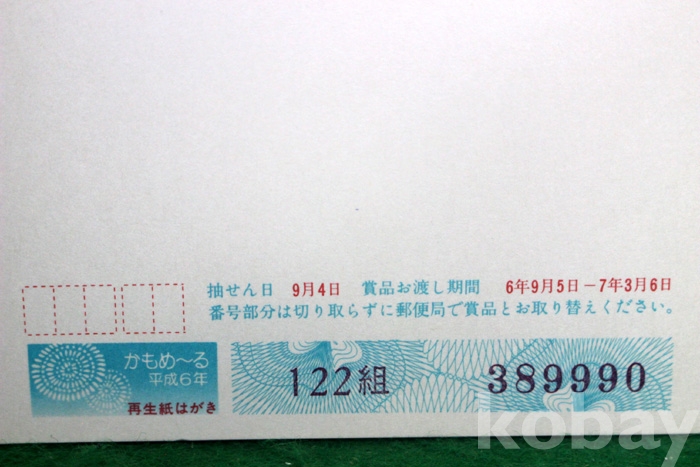 抽せん日 9月4日 賞品お渡し期間 6年9月5日－7年3月6日
番号部分は切り取らずに郵便局で賞品とお取り替えください。
かもめ〜る
平成6年
再生紙はがき
122組 389990
kobay